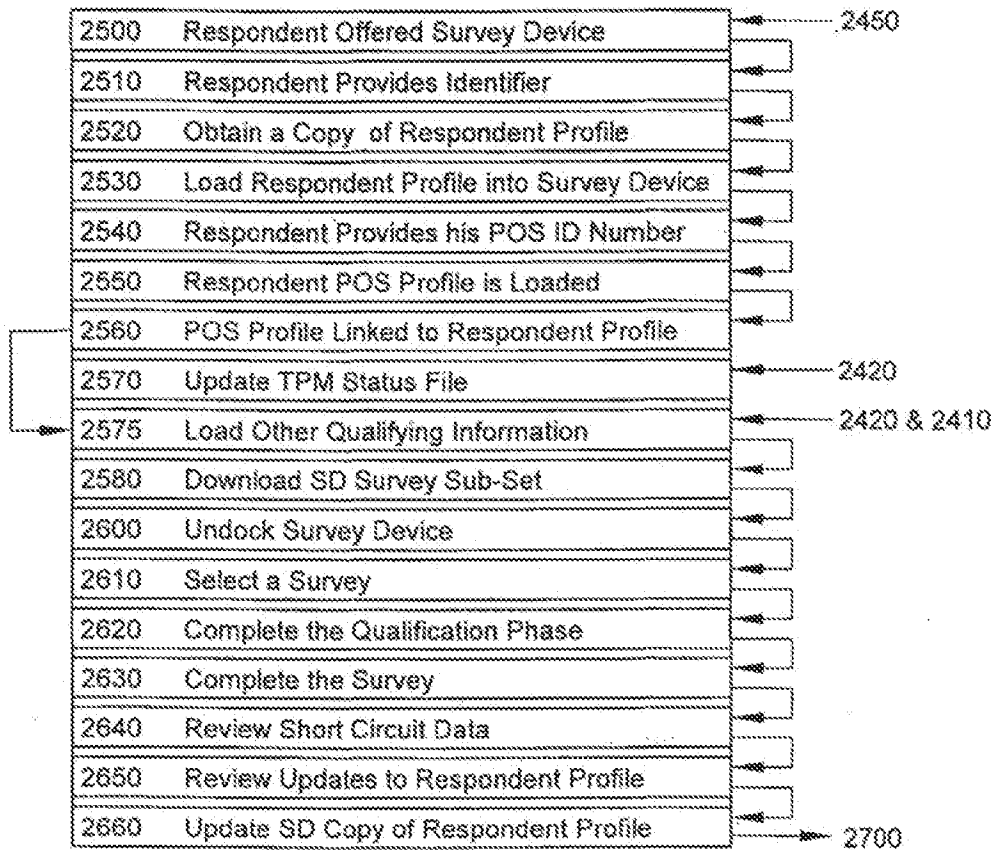 2500 Respondent Offered Survey Device 2450
2510 Respondent Provides Identifier
2520 Obtain a Copy of Respondent Profile
2530 Load Respondent Profile into Survey Device
2540 Respondent Provides his POS ID Number
2550 Respondent POS Profile is Loaded
2560 POS Profile Linked to Respondent Profile
2570 Update TPM Status File 2420
2575 Load Other Qualifying Information 2420 & 2410
2580 Download SD Survey Sub-Set
2600 Undock Survey Device
2610 Select a Survey
2620 Complete the Qualification Phase
2630 Complete the Survey
2640 Review Short Circuit Data
2650 Review Updates to Respondent Profile
2660 Update SD Copy of Respondent Profile 2700